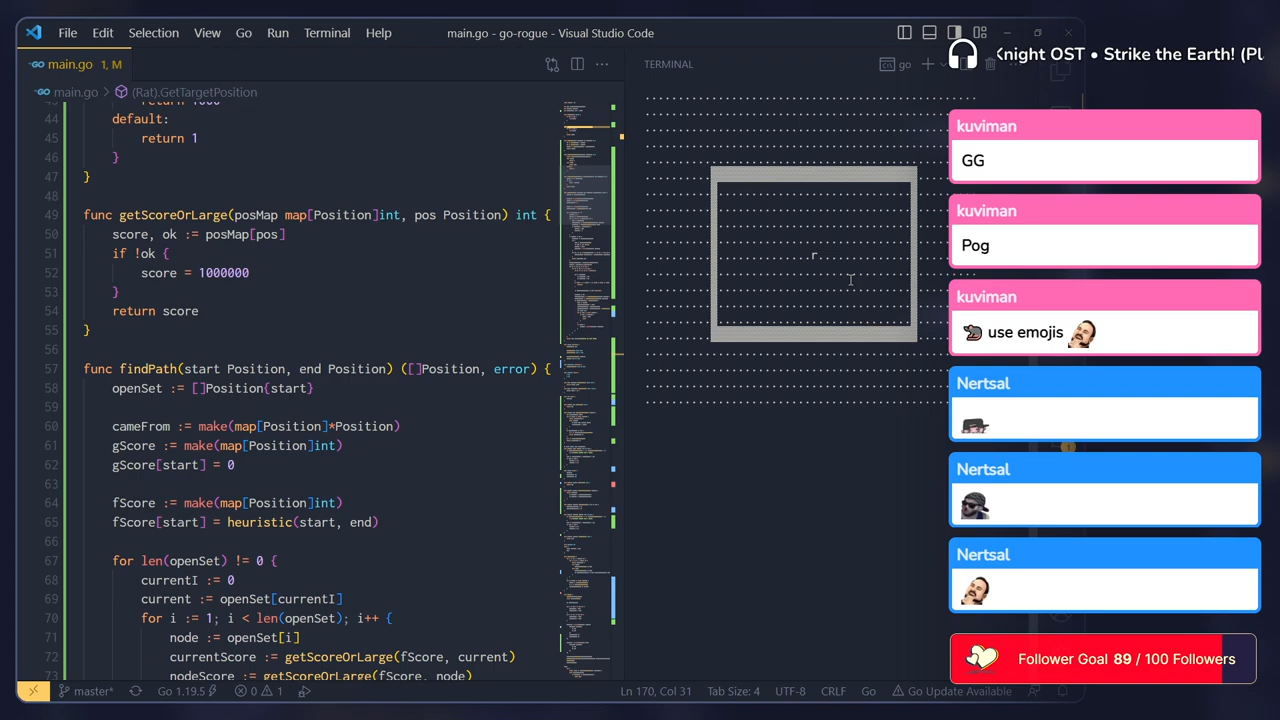 File Edit Selection View Go Run Terminal Help
main.go - go-rogue - Visual Studio Code
Knight OST • Strike the Earth! (Pl
main.go 1, M
TERMINAL
go
main.go > (Rat).GetTargetPosition
44 default:
45 return 1
46 }
47 }
48
49 func getscoreOrLarge(posMap map[Position]int, pos Position) int {
50 score, ok := posMap[pos]
51 if !ok {
52 score = 1000000
53 }
54 return score
55 }
56
57 func findPath(start Position, end Position) ([]Position, error) {
58 openSet := []Position{start}
59
60 cameFrom := make(map[Position]*Position)
61 gScore := make(map[Position]int)
62 gScore[start] = 0
63
64 fScore := make(map[Position]int)
65 fScore[start] = heuristic(start, end)
66
67 for len(openSet) != 0 {
68 currentI := 0
69 current := openSet[currentI]
70 for i := 1; i < len(openSet); i++ {
71 node := openSet[i]
72 currentScore := getscoreOrLarge(fScore, current)
73 nodeScore := getScoreOrLarge(fScore, node)
r
kuviman
GG
kuviman
Pog
kuviman
use emojis
Nertsal
Nertsal
Nertsal
Follower Goal 89 / 100 Followers
master* Go 1.19.5 0 1
Ln 170, Col 31 Tab Size: 4 UTF-8 CRLF Go Go Update Available